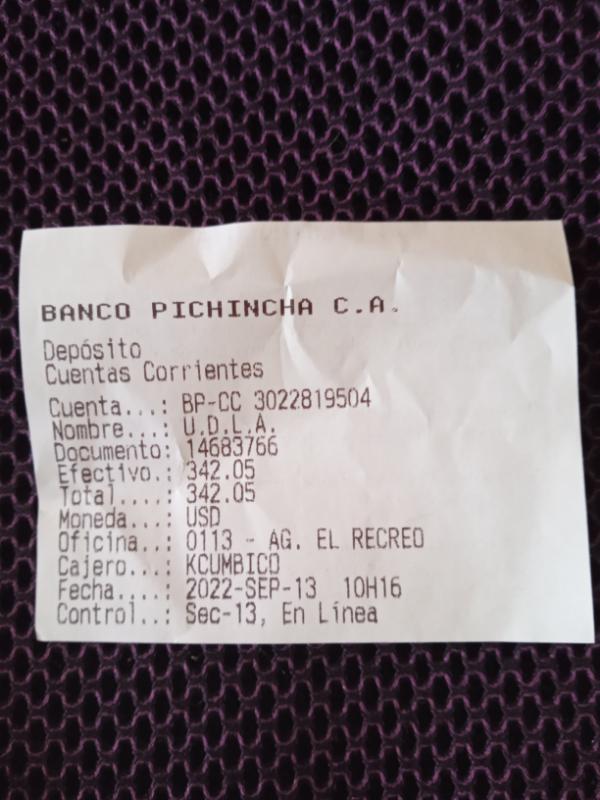 BANCO PICHINCHA C.A.
Depósito
Cuentas Corrientes
Cuenta...: BP-CC 3022819504
Nombre...: U.D.L.A.
Documento: 14683766
Efectivo.: 342.05
Total....: 342.05
Moneda...: USD
Oficina..: 0113 - AG. EL RECREO
Cajero...: KCUMBICO
Fecha....: 2022-SEP-13 10H16
Control..: Sec-13, En Línea